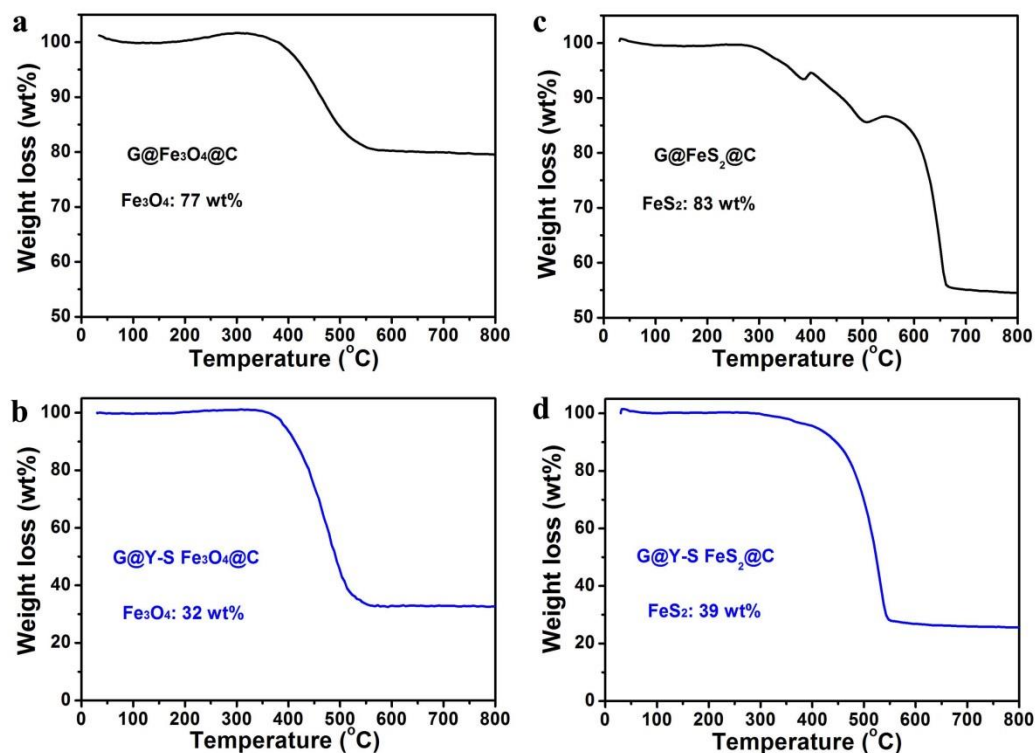 a
100
90
80
70
60
50
Weight loss (wt%)
G@Fe₃O₄@C
Fe₃O₄: 77 wt%
0 100 200 300 400 500 600 700 800
Temperature (°C)
c
100
90
80
70
60
50
Weight loss (wt%)
G@FeS₂@C
FeS₂: 83 wt%
0 100 200 300 400 500 600 700 800
Temperature (°C)
b
100
80
60
40
20
0
Weight loss (wt%)
G@Y-S Fe₃O₄@C
Fe₃O₄: 32 wt%
0 100 200 300 400 500 600 700 800
Temperature (°C)
d
100
80
60
40
20
0
Weight loss (wt%)
G@Y-S FeS₂@C
FeS₂: 39 wt%
0 100 200 300 400 500 600 700 800
Temperature (°C)